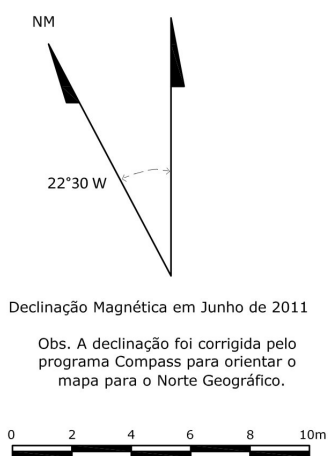 NM
22°30 W
Declinação Magnética em Junho de 2011
Obs. A declinação foi corrigida pelo
programa Compass para orientar o
mapa para o Norte Geográfico.
0 2 4 6 8 10m